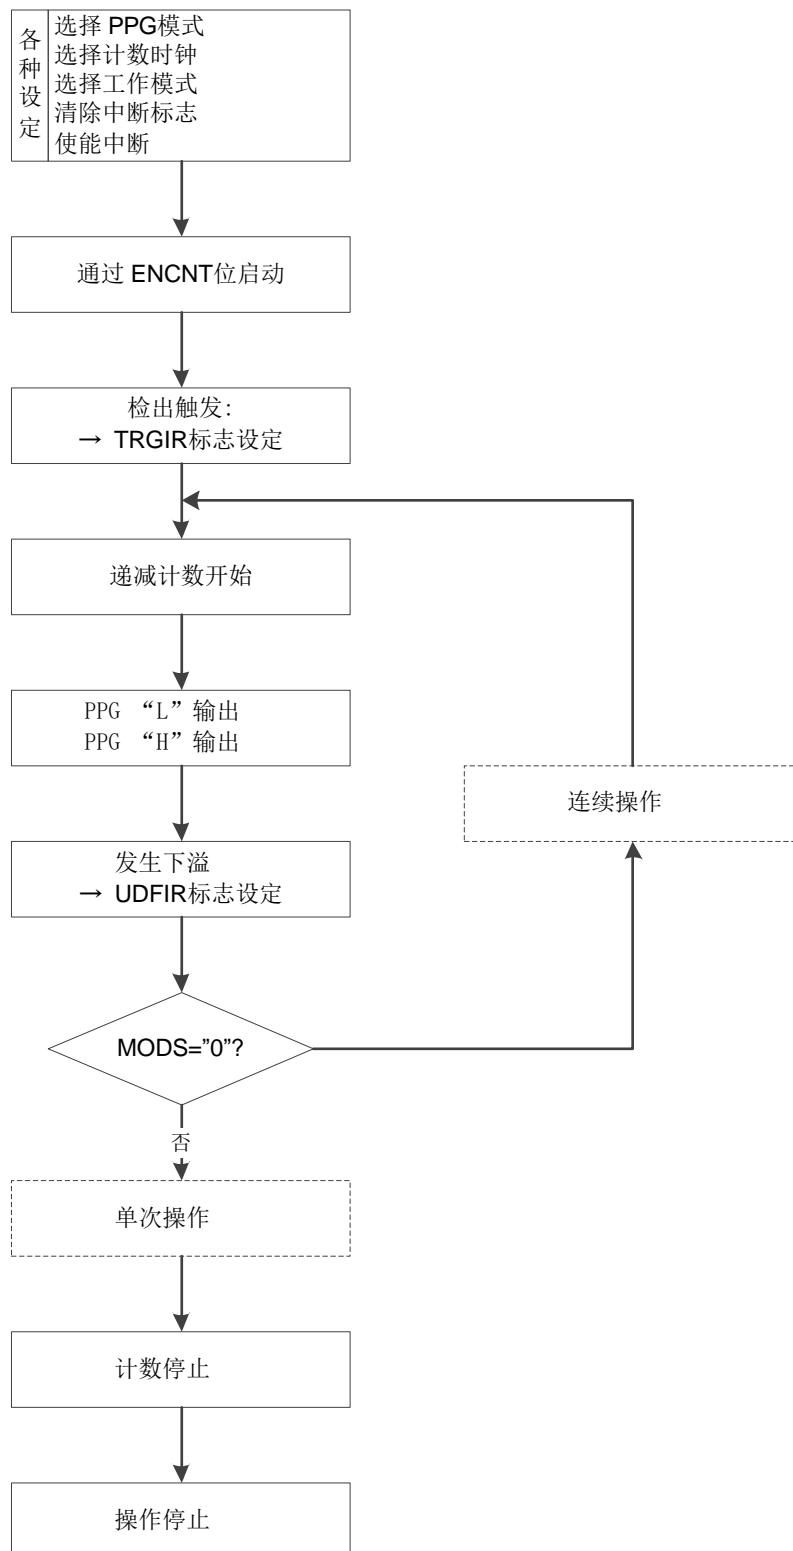 各种设定
选择 PPG模式
选择计数时钟
选择工作模式
清除中断标志
使能中断
通过 ENCNT位启动
检出触发:
→ TRGIR标志设定
递减计数开始
PPG “L”输出
PPG “H”输出
连续操作
发生下溢
→ UDFIR标志设定
MODS=”0”?
否
单次操作
计数停止
操作停止